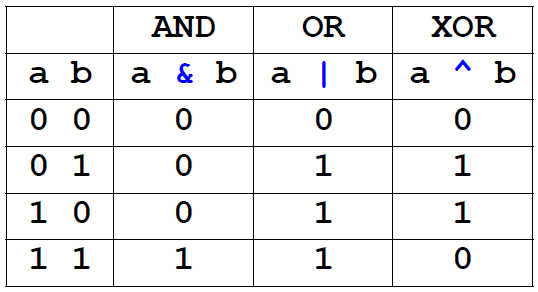 AND OR XOR
a b a & b a | b a ^ b
0 0 0 0 0
0 1 0 1 1
1 0 0 1 1
1 1 1 1 0